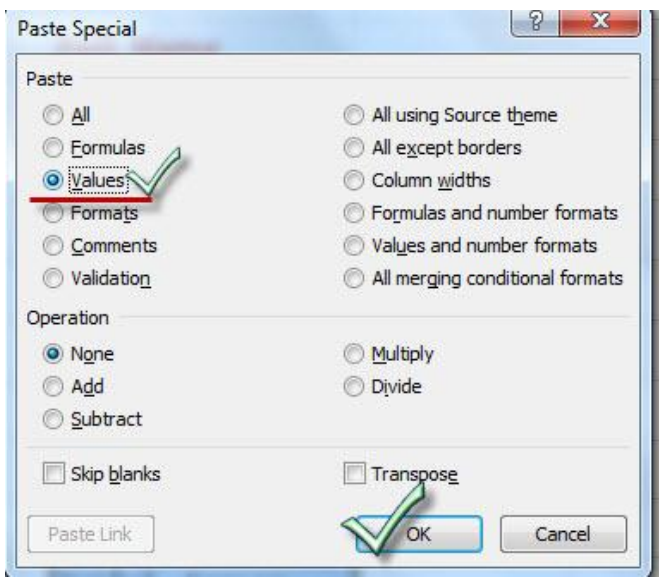 Paste Special
?
X
Paste
All
Formulas
Values
Formats
Comments
Validation
All using Source theme
All except borders
Column widths
Formulas and number formats
Values and number formats
All merging conditional formats
Operation
None
Add
Subtract
Multiply
Divide
Skip blanks
Transpose
Paste Link
OK
Cancel